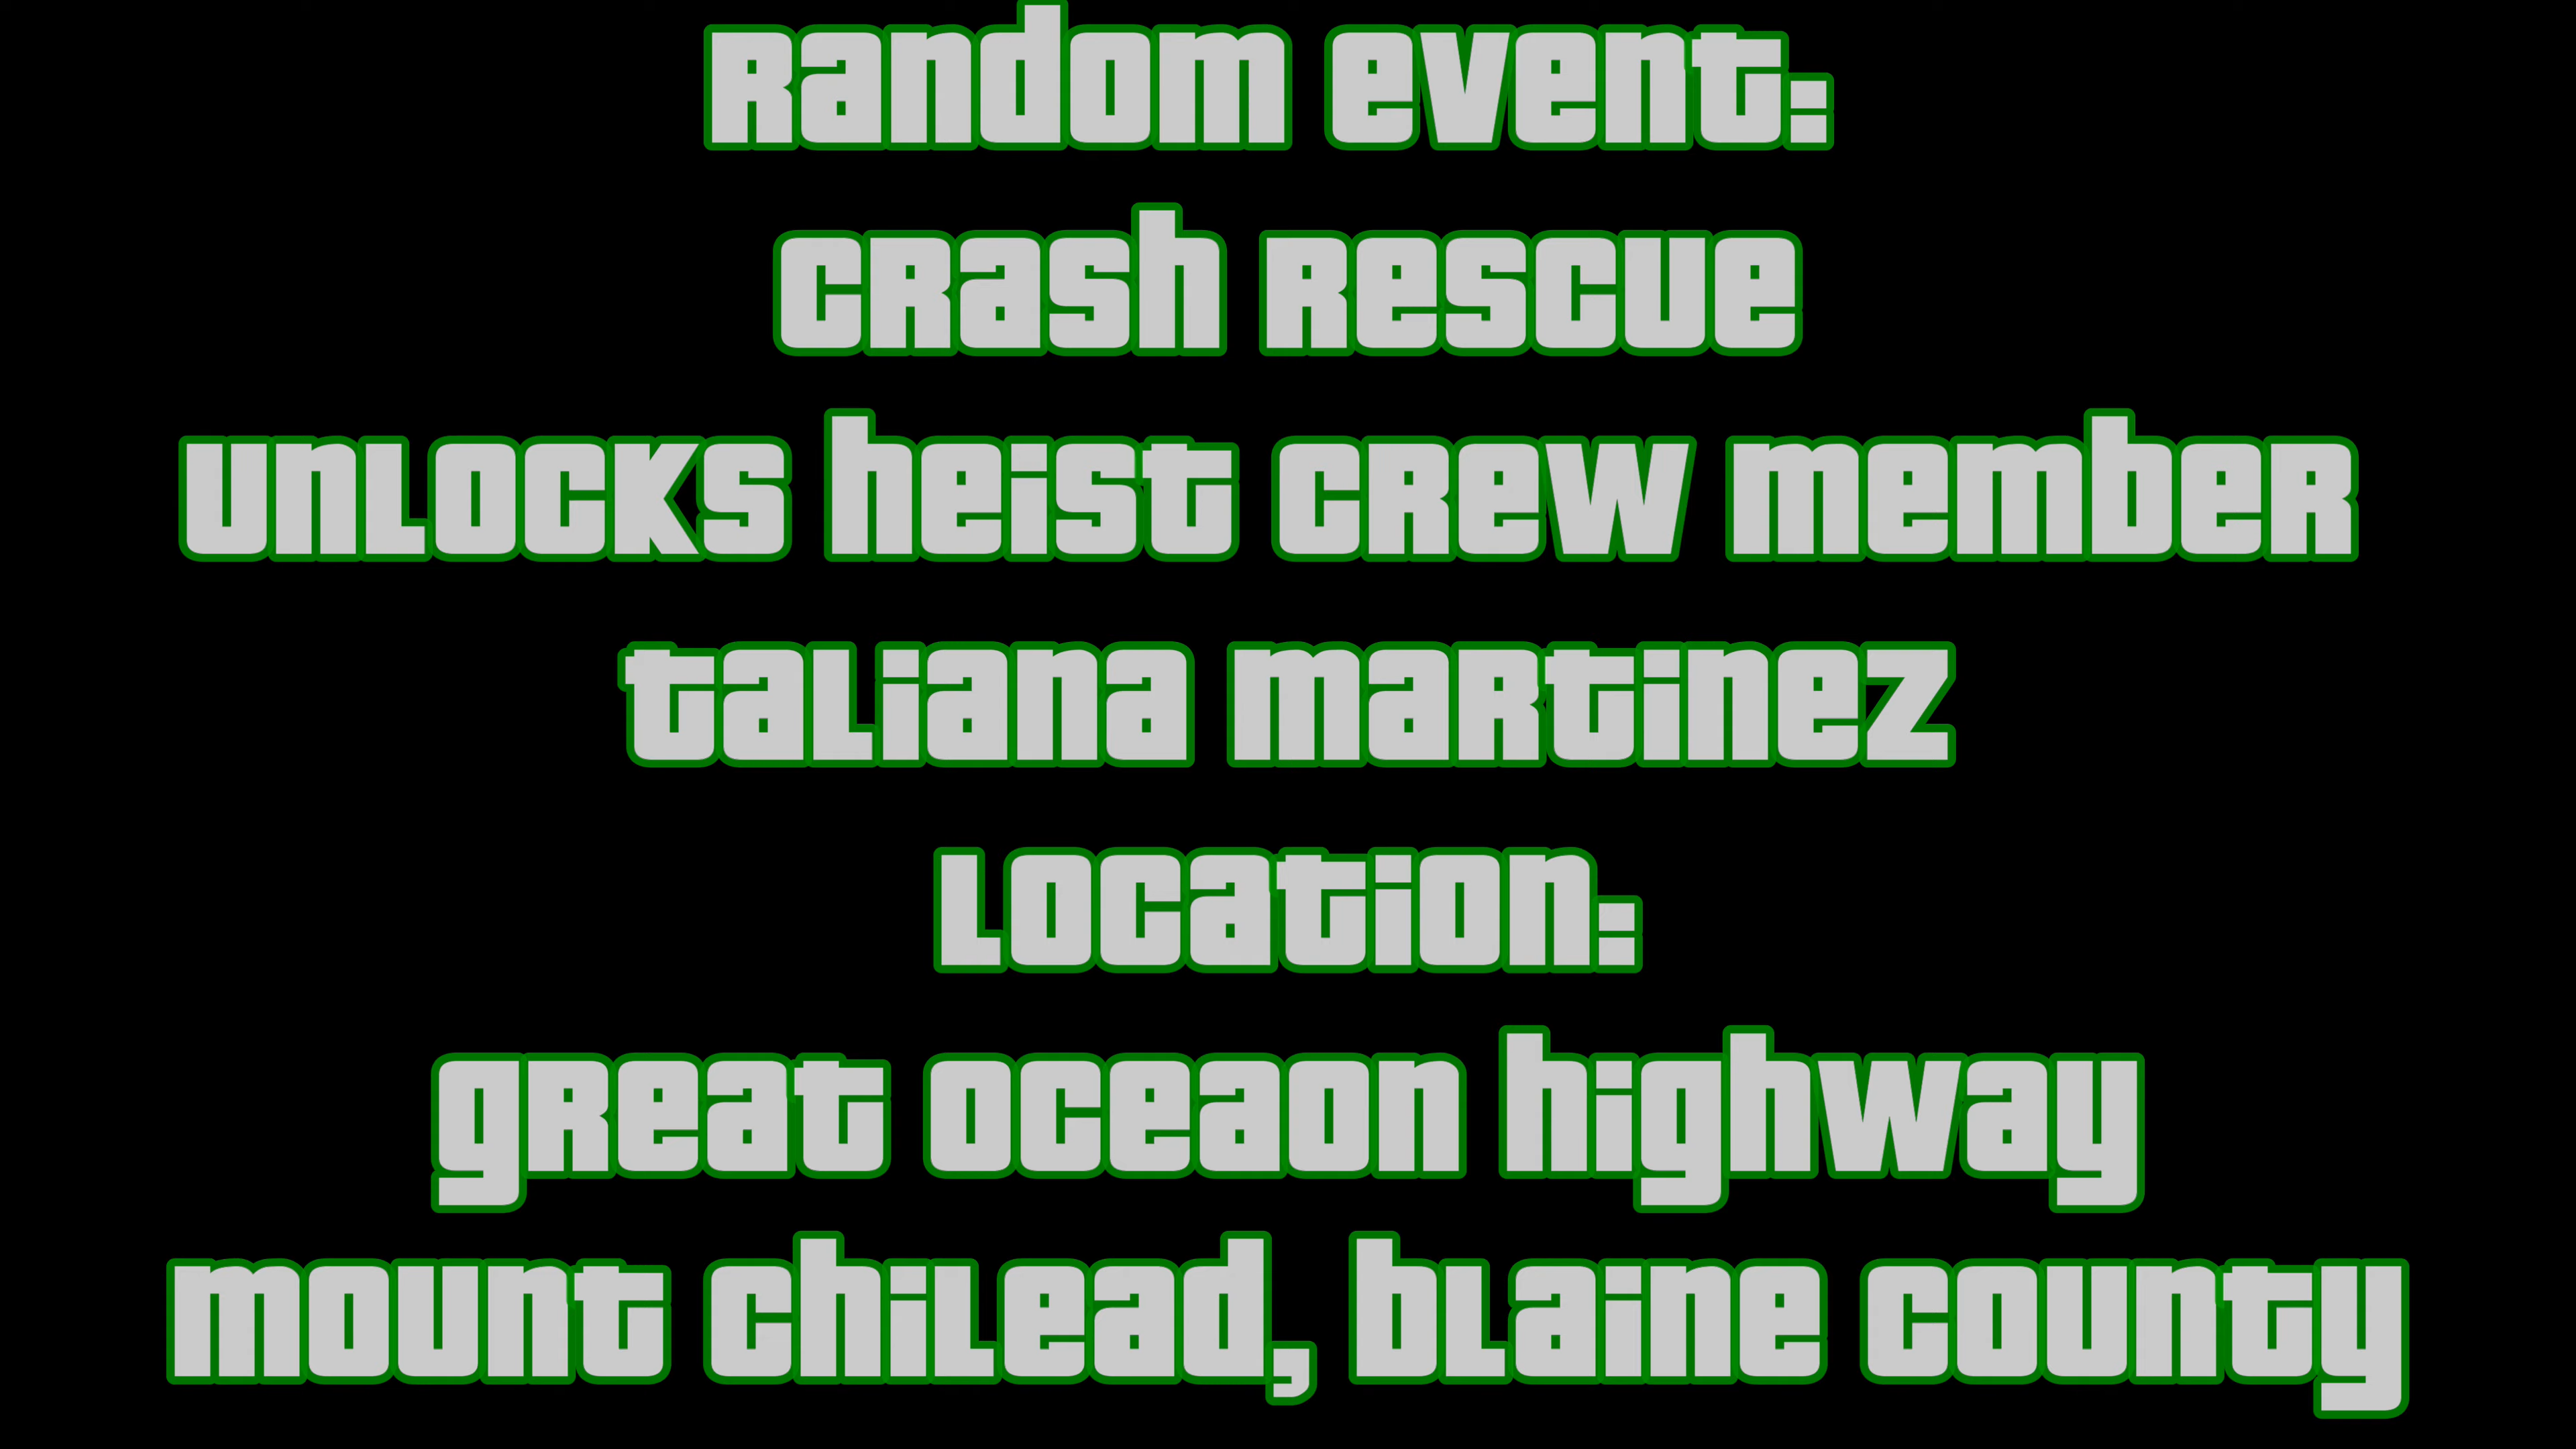 Random Event:
Crash Rescue
Unlocks Heist Crew Member
Taliana Martinez
Location:
Great Oceaon Highway
Mount Chilead, Blaine County